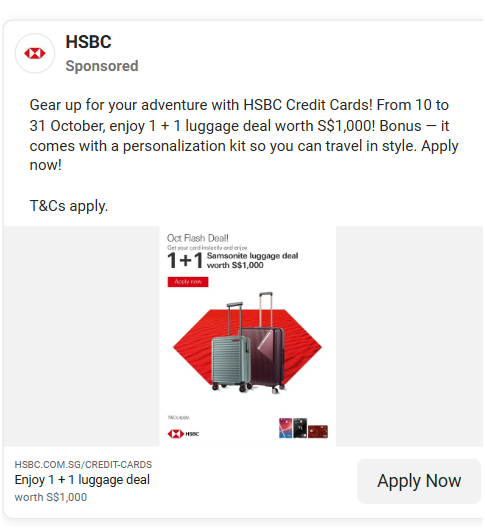 HSBC
Sponsored
Gear up for your adventure with HSBC Credit Cards! From 10 to
31 October, enjoy 1 + 1 luggage deal worth S$1,000! Bonus — it
comes with a personalization kit so you can travel in style. Apply
now!
T&Cs apply.
Oct Flash Deal!
Get your card instantly and enjoy
1+1 Samsonite luggage deal
worth S$1,000
Apply now
T&Cs apply.
HSBC
HSBC.COM.SG/CREDIT-CARDS
Enjoy 1 + 1 luggage deal
worth S$1,000
Apply Now